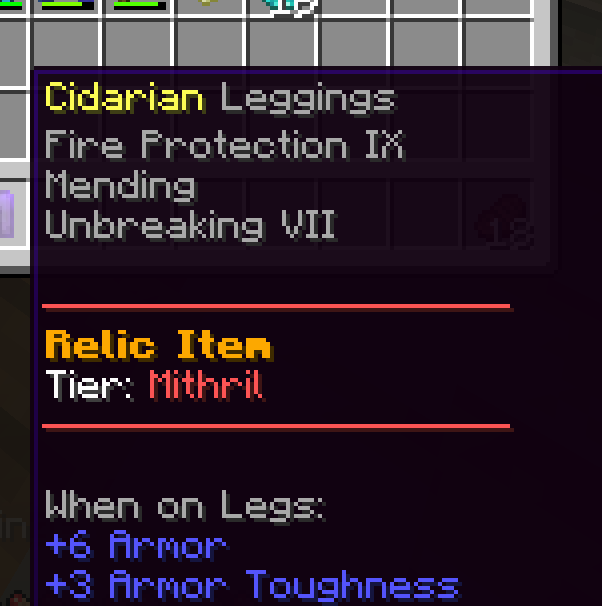 Cidarian Leggings
Fire Protection IX
Mending
Unbreaking VII
18
Relic Item
Tier: Mithril
When on Legs:
+6 Armor
+3 Armor Toughness